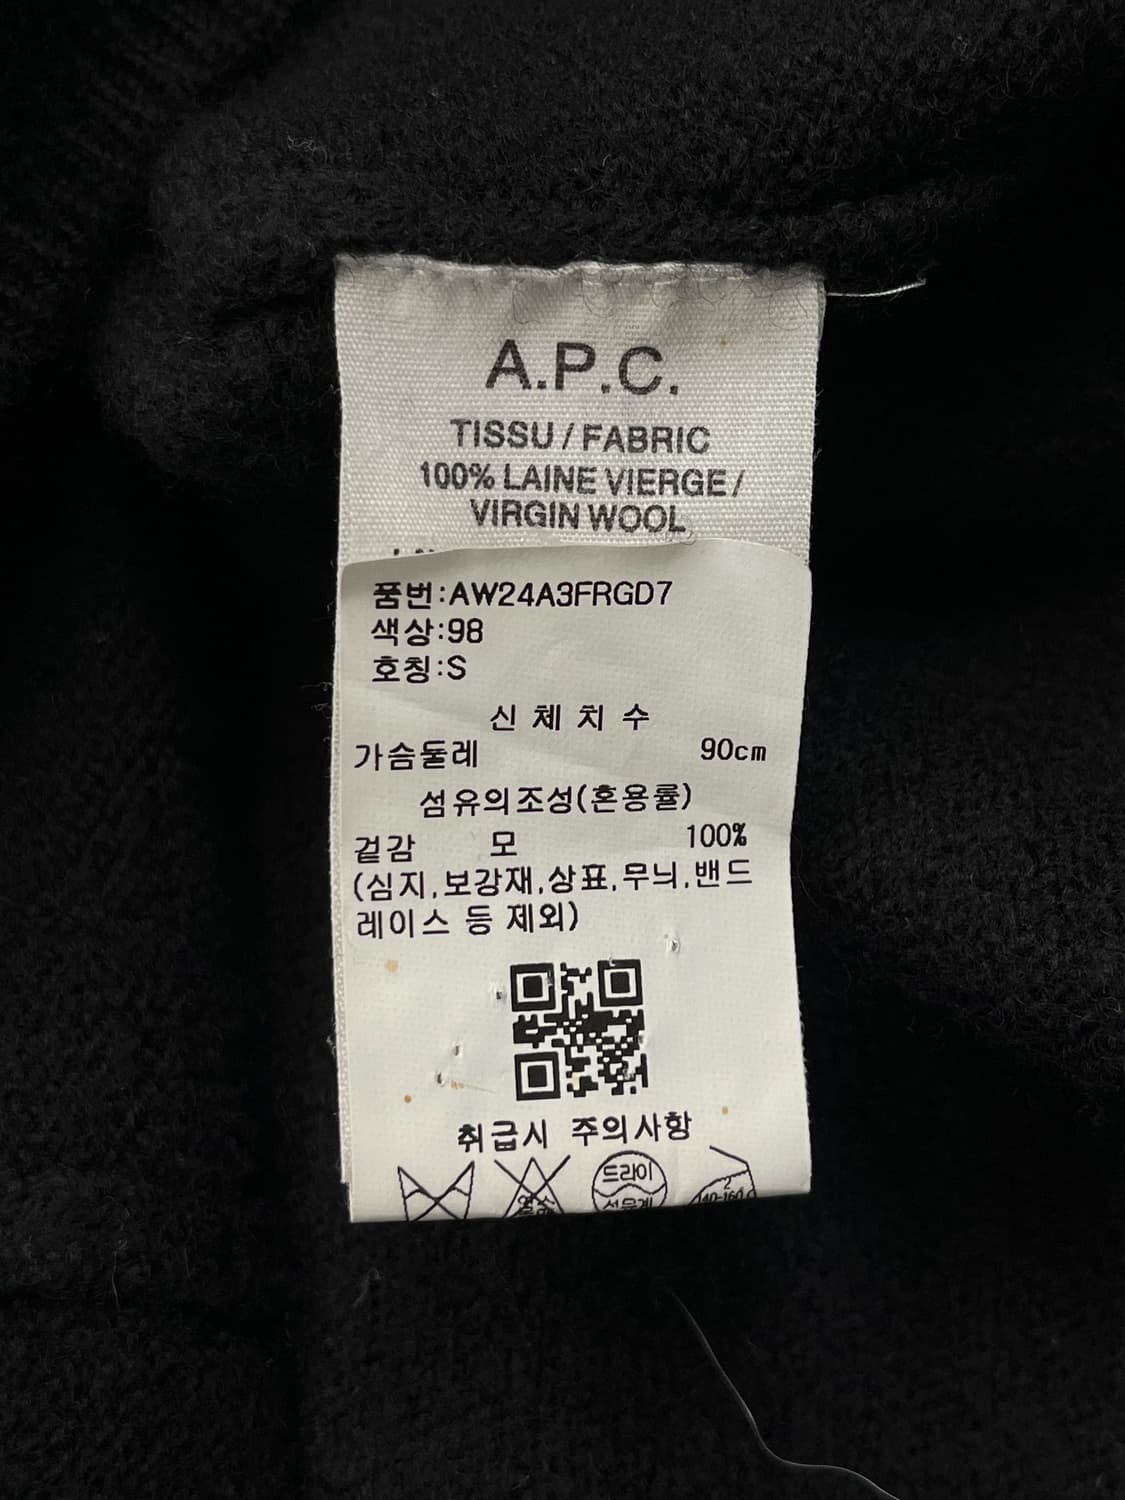 A.P.C.
TISSU / FABRIC
100% LAINE VIERGE /
VIRGIN WOOL
품번:AW24A3FRGD7
색상:98
호칭:S
신 체 치 수
가슴둘레 90cm
섬유의조성(혼용률)
겉감 모 100%
(심지,보강재,상표,무늬,밴드
레이스 등 제외)
취급시 주의사항
드라이
2